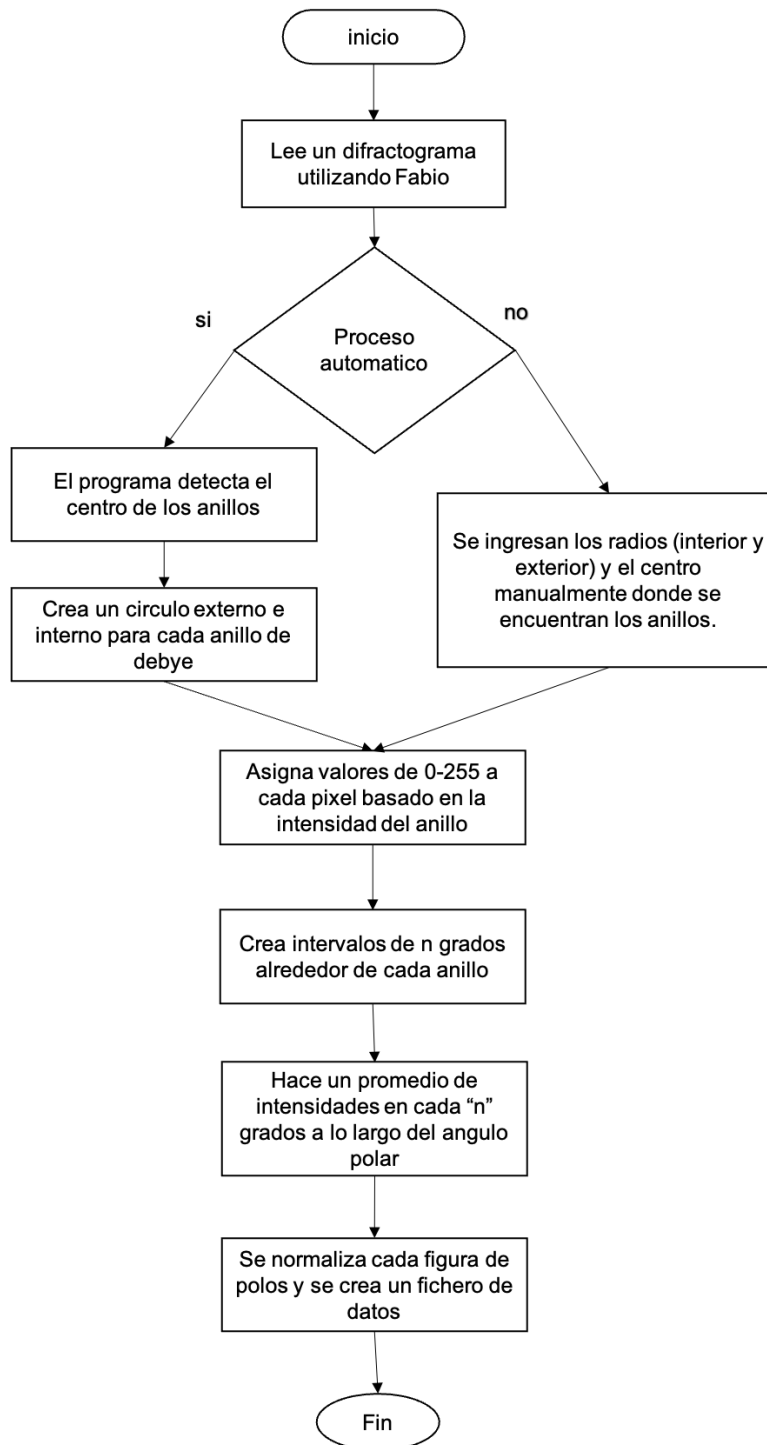 inicio
Lee un difractograma
utilizando Fabio
si
no
Proceso
automatico
El programa detecta el
centro de los anillos
Crea un circulo externo e
interno para cada anillo de
debye
Se ingresan los radios (interior y
exterior) y el centro
manualmente donde se
encuentran los anillos.
Asigna valores de 0-255 a
cada pixel basado en la
intensidad del anillo
Crea intervalos de n grados
alrededor de cada anillo
Hace un promedio de
intensidades en cada “n”
grados a lo largo del angulo
polar
Se normaliza cada figura de
polos y se crea un fichero de
datos
Fin